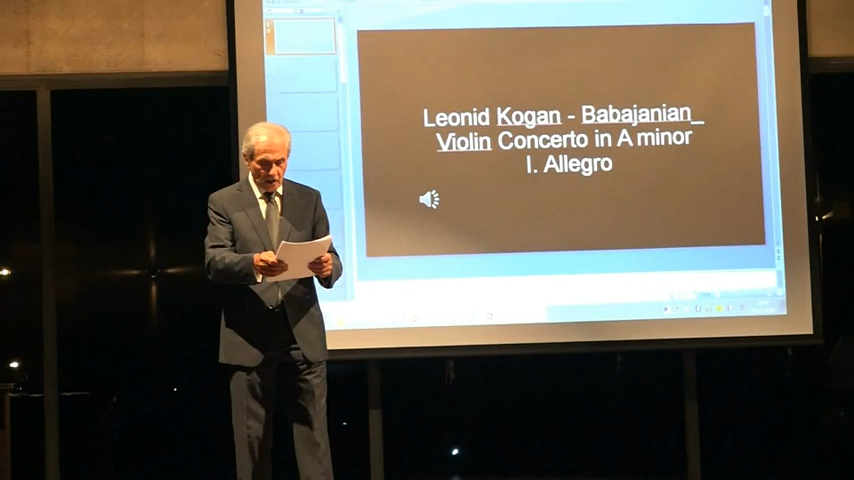 Leonid Kogan - Babajanian_
Violin Concerto in A minor
I. Allegro